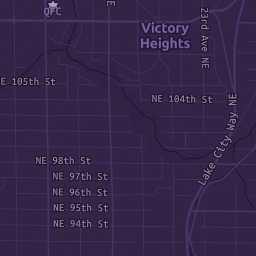 QFC
E
Victory
Heights
23rd Ave NE
NE 105th St
NE 104th St
Lake City Way NE
NE 98th St
NE 97th St
NE 96th St
NE 95th St
NE 94th St